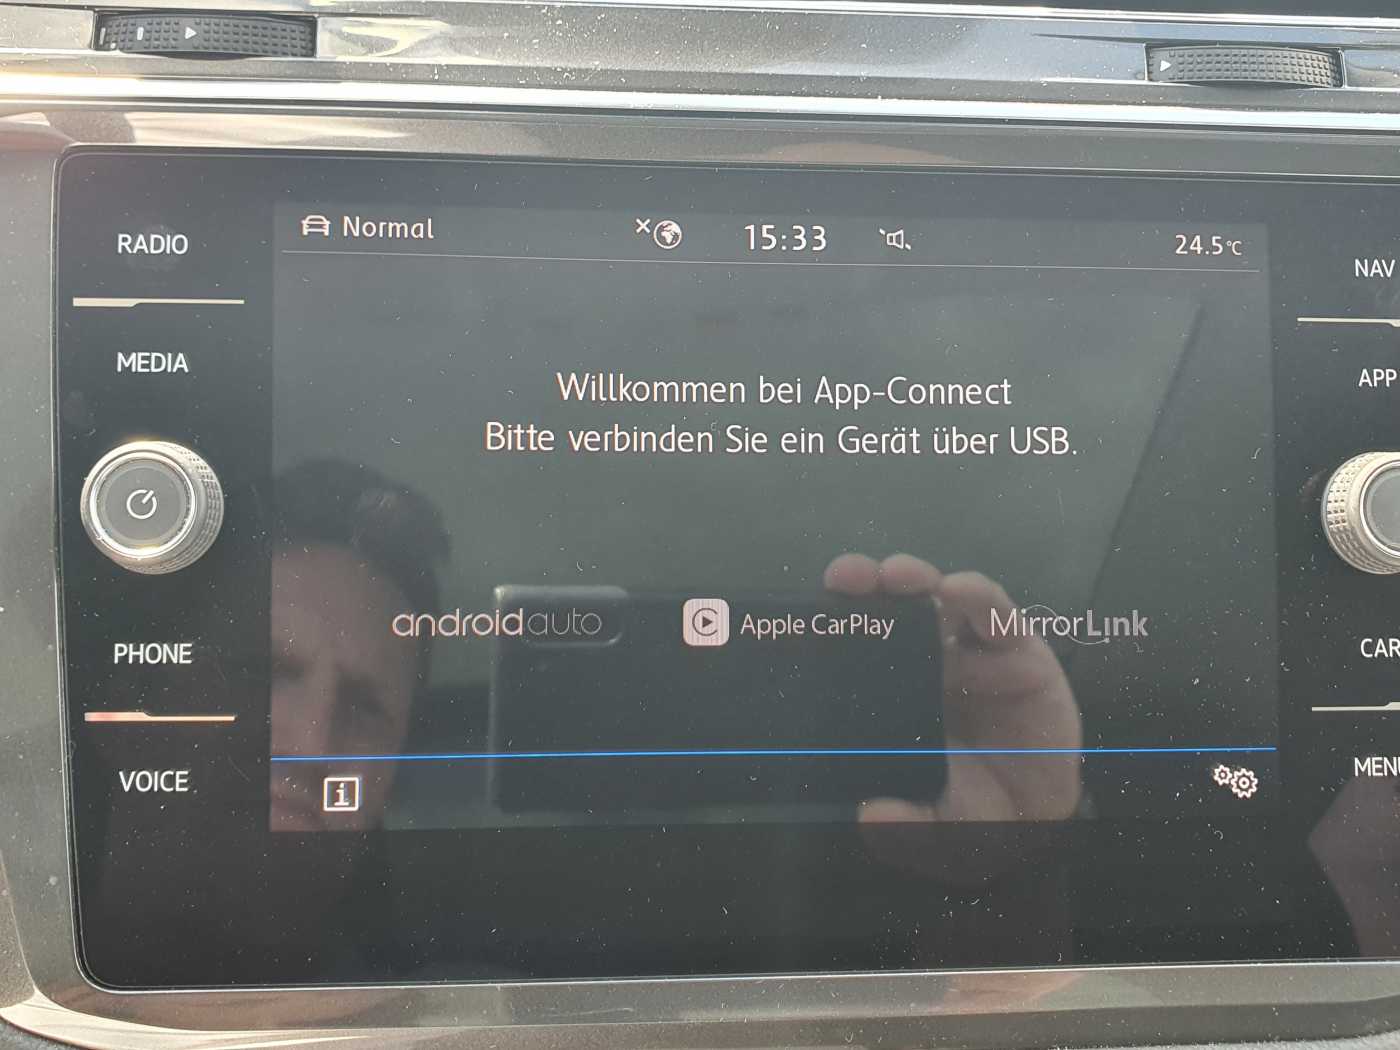 RADIO
MEDIA
PHONE
VOICE
Normal
15:33
24.5°C
Willkommen bei App-Connect
Bitte verbinden Sie ein Gerät über USB.
androidauto
Apple CarPlay
MirrorLink
i
NAV
APP
CAR
MENU